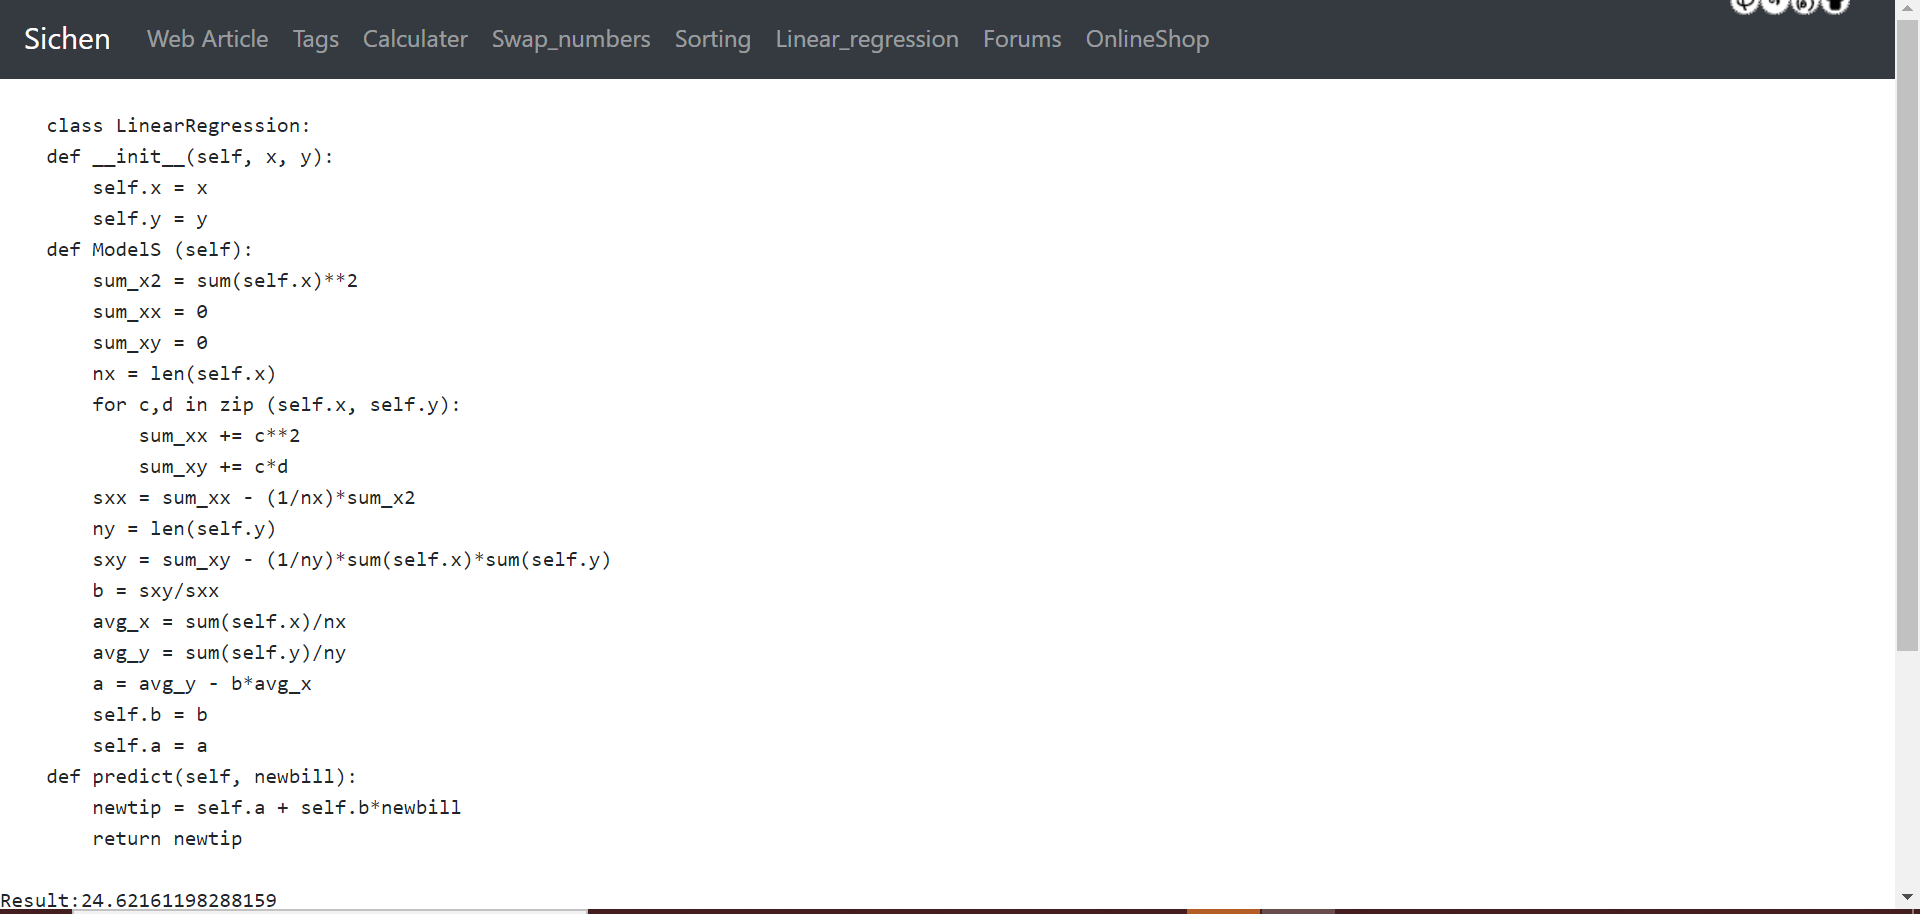 Sichen Web Article Tags Calculater Swap_numbers Sorting Linear_regression Forums OnlineShop
class LinearRegression:
def __init__(self, x, y):
    self.x = x
    self.y = y
def ModelS (self):
    sum_x2 = sum(self.x)**2
    sum_xx = 0
    sum_xy = 0
    nx = len(self.x)
    for c,d in zip (self.x, self.y):
        sum_xx += c**2
        sum_xy += c*d
    sxx = sum_xx - (1/nx)*sum_x2
    ny = len(self.y)
    sxy = sum_xy - (1/ny)*sum(self.x)*sum(self.y)
    b = sxy/sxx
    avg_x = sum(self.x)/nx
    avg_y = sum(self.y)/ny
    a = avg_y - b*avg_x
    self.b = b
    self.a = a
def predict(self, newbill):
    newtip = self.a + self.b*newbill
    return newtip
Result:24.62161198288159